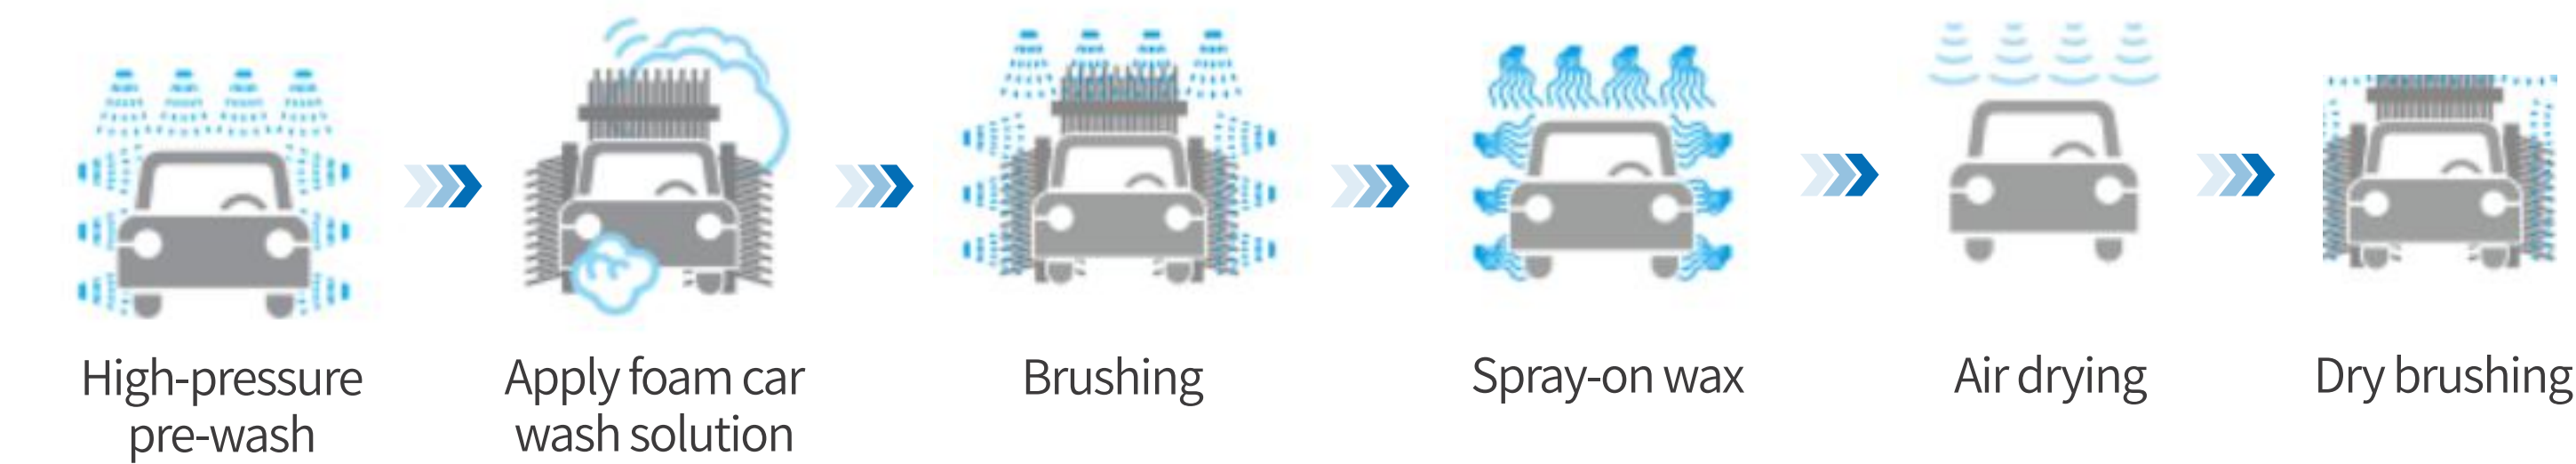 High-pressure
pre-wash
Apply foam car
wash solution
Brushing
Spray-on wax
Air drying
Dry brushing